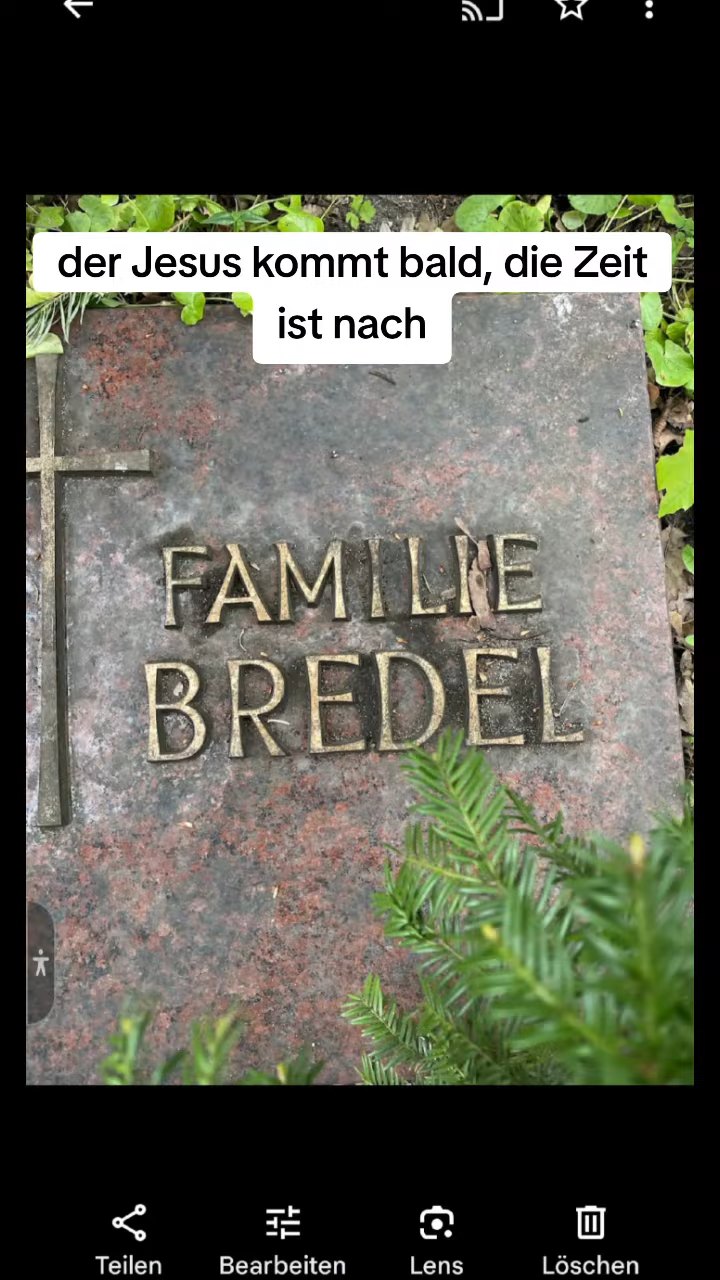 der Jesus kommt bald, die Zeit
ist nach
FAMILIE
BREDEL
Teilen Bearbeiten Lens Löschen